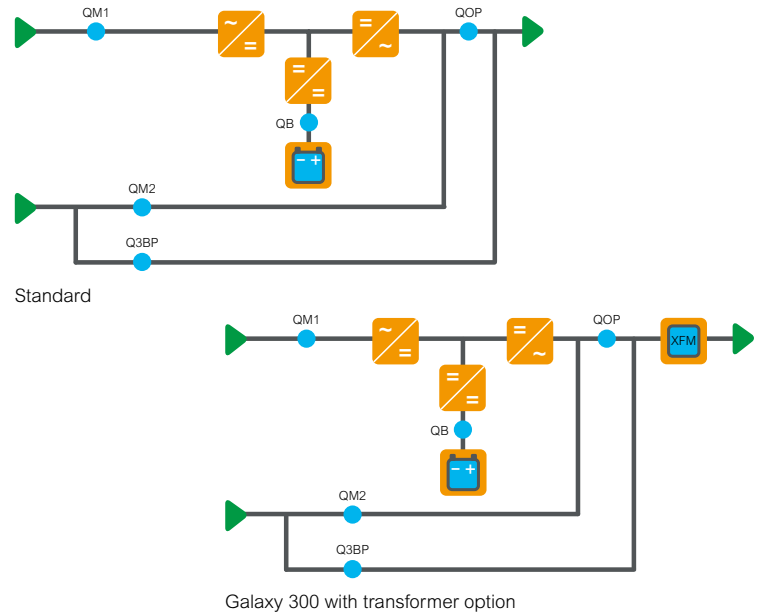 QM1
QOP
QB
− +
QM2
Q3BP
Standard
QM1
QOP
XFM
QB
− +
QM2
Q3BP
Galaxy 300 with transformer option